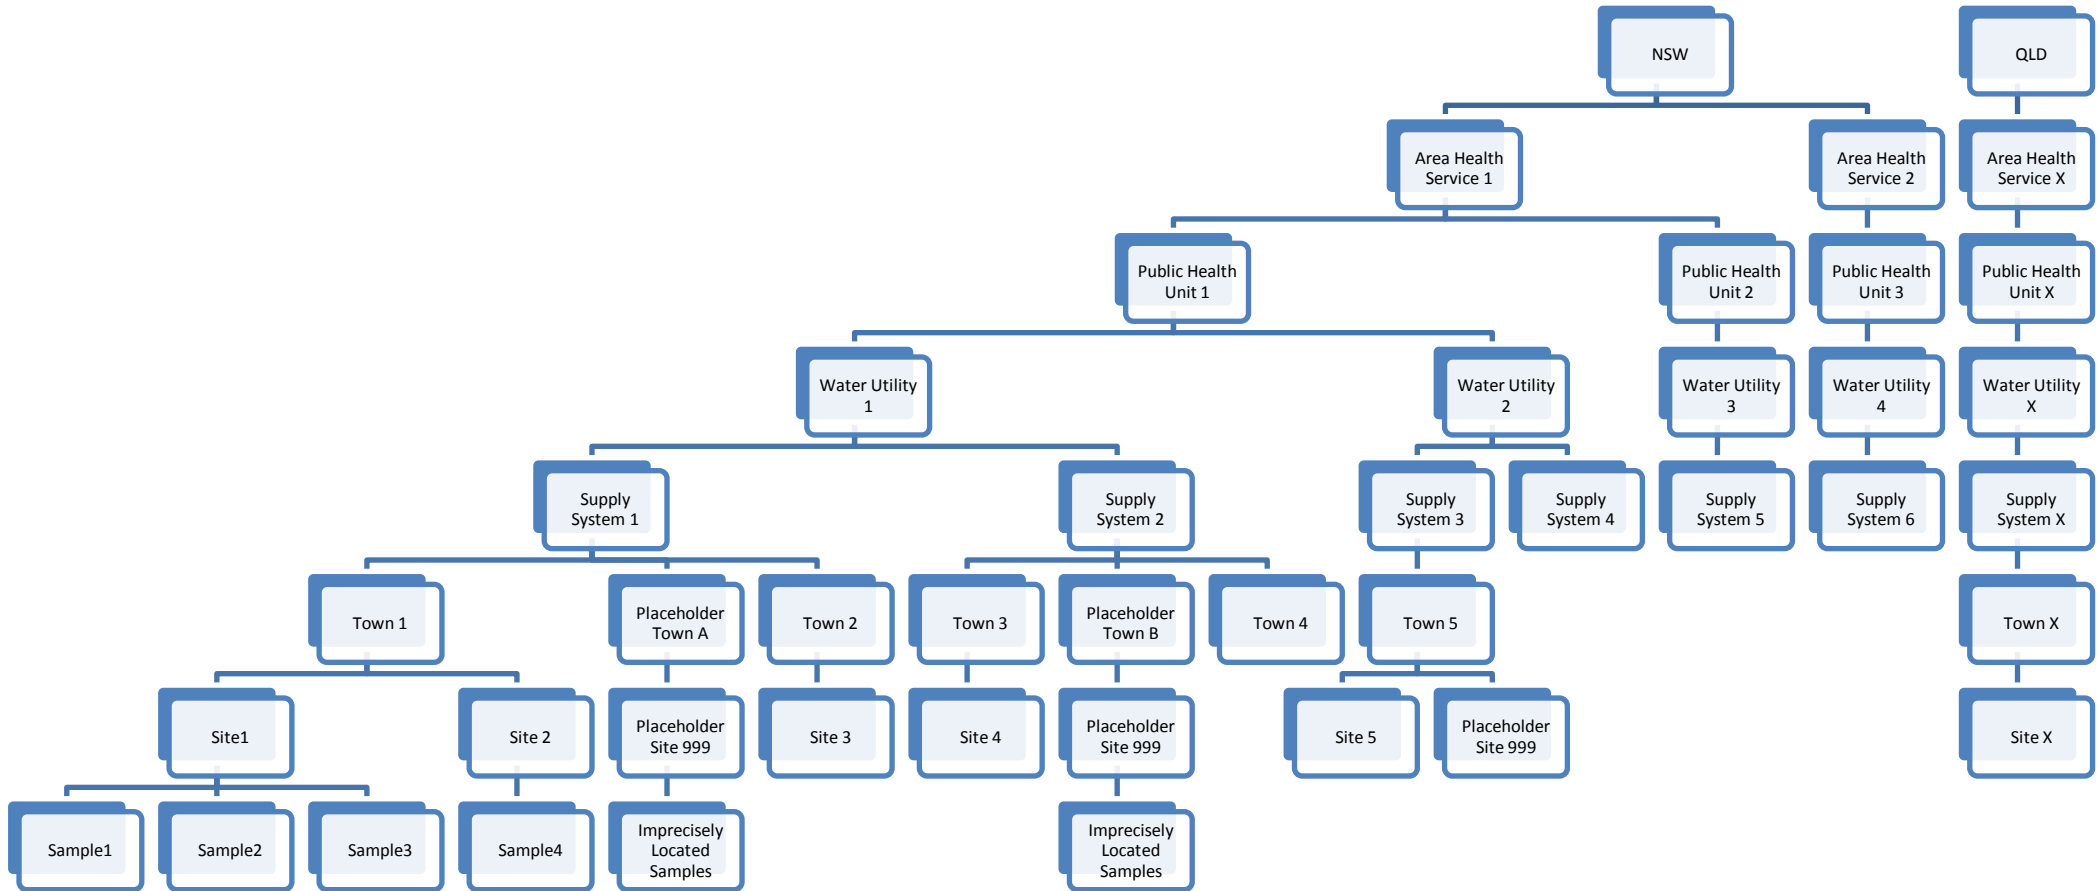 NSW
QLD
Area Health
Service 1
Area Health
Service 2
Area Health
Service X
Public Health
Unit 1
Public Health
Unit 2
Public Health
Unit 3
Public Health
Unit X
Water Utility
1
Water Utility
2
Water Utility
3
Water Utility
4
Water Utility
X
Supply
System 1
Supply
System 2
Supply
System 3
Supply
System 4
Supply
System 5
Supply
System 6
Supply
System X
Town 1
Placeholder
Town A
Town 2
Town 3
Placeholder
Town B
Town 4
Town 5
Town X
Site1
Site 2
Placeholder
Site 999
Site 3
Site 4
Placeholder
Site 999
Site 5
Placeholder
Site 999
Site X
Sample1
Sample2
Sample3
Sample4
Imprecisely
Located
Samples
Imprecisely
Located
Samples